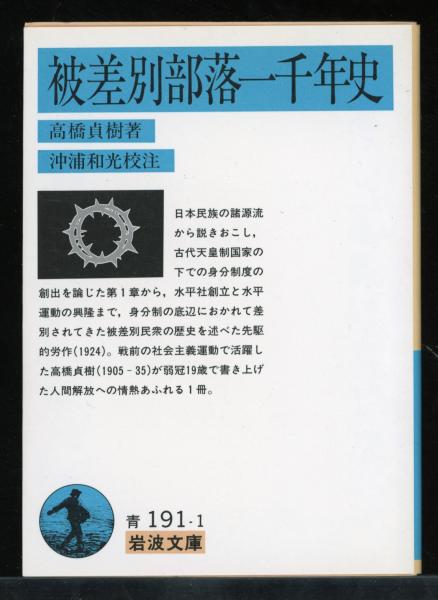 被差別部落一千年史
高橋貞樹著
沖浦和光校注
日本民族の諸源流
から説きおこし，
古代天皇制国家の
下での身分制度の
創出を論じた第1章から，水平社創立と水平
運動の興隆まで，身分制の底辺におかれて差
別されてきた被差別民衆の歴史を述べた先駆
的労作(1924)。戦前の社会主義運動で活躍し
た高橋貞樹(1905‐35)が弱冠19歳で書き上げ
た人間解放への情熱あふれる1冊。
青 191-1
岩波文庫